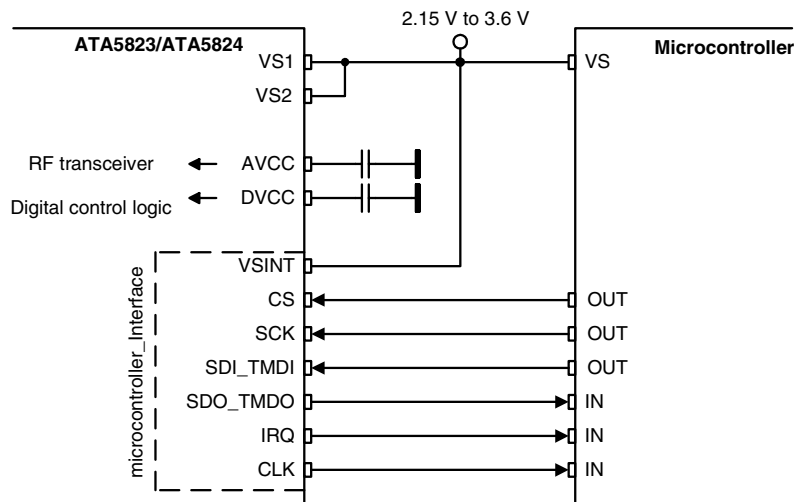 2.15 V to 3.6 V
ATA5823/ATA5824
Microcontroller
VS1
VS
VS2
RF transceiver
AVCC
Digital control logic
DVCC
microcontroller_Interface
VSINT
CS
OUT
SCK
OUT
SDI_TMDI
OUT
SDO_TMDO
IN
IRQ
IN
CLK
IN